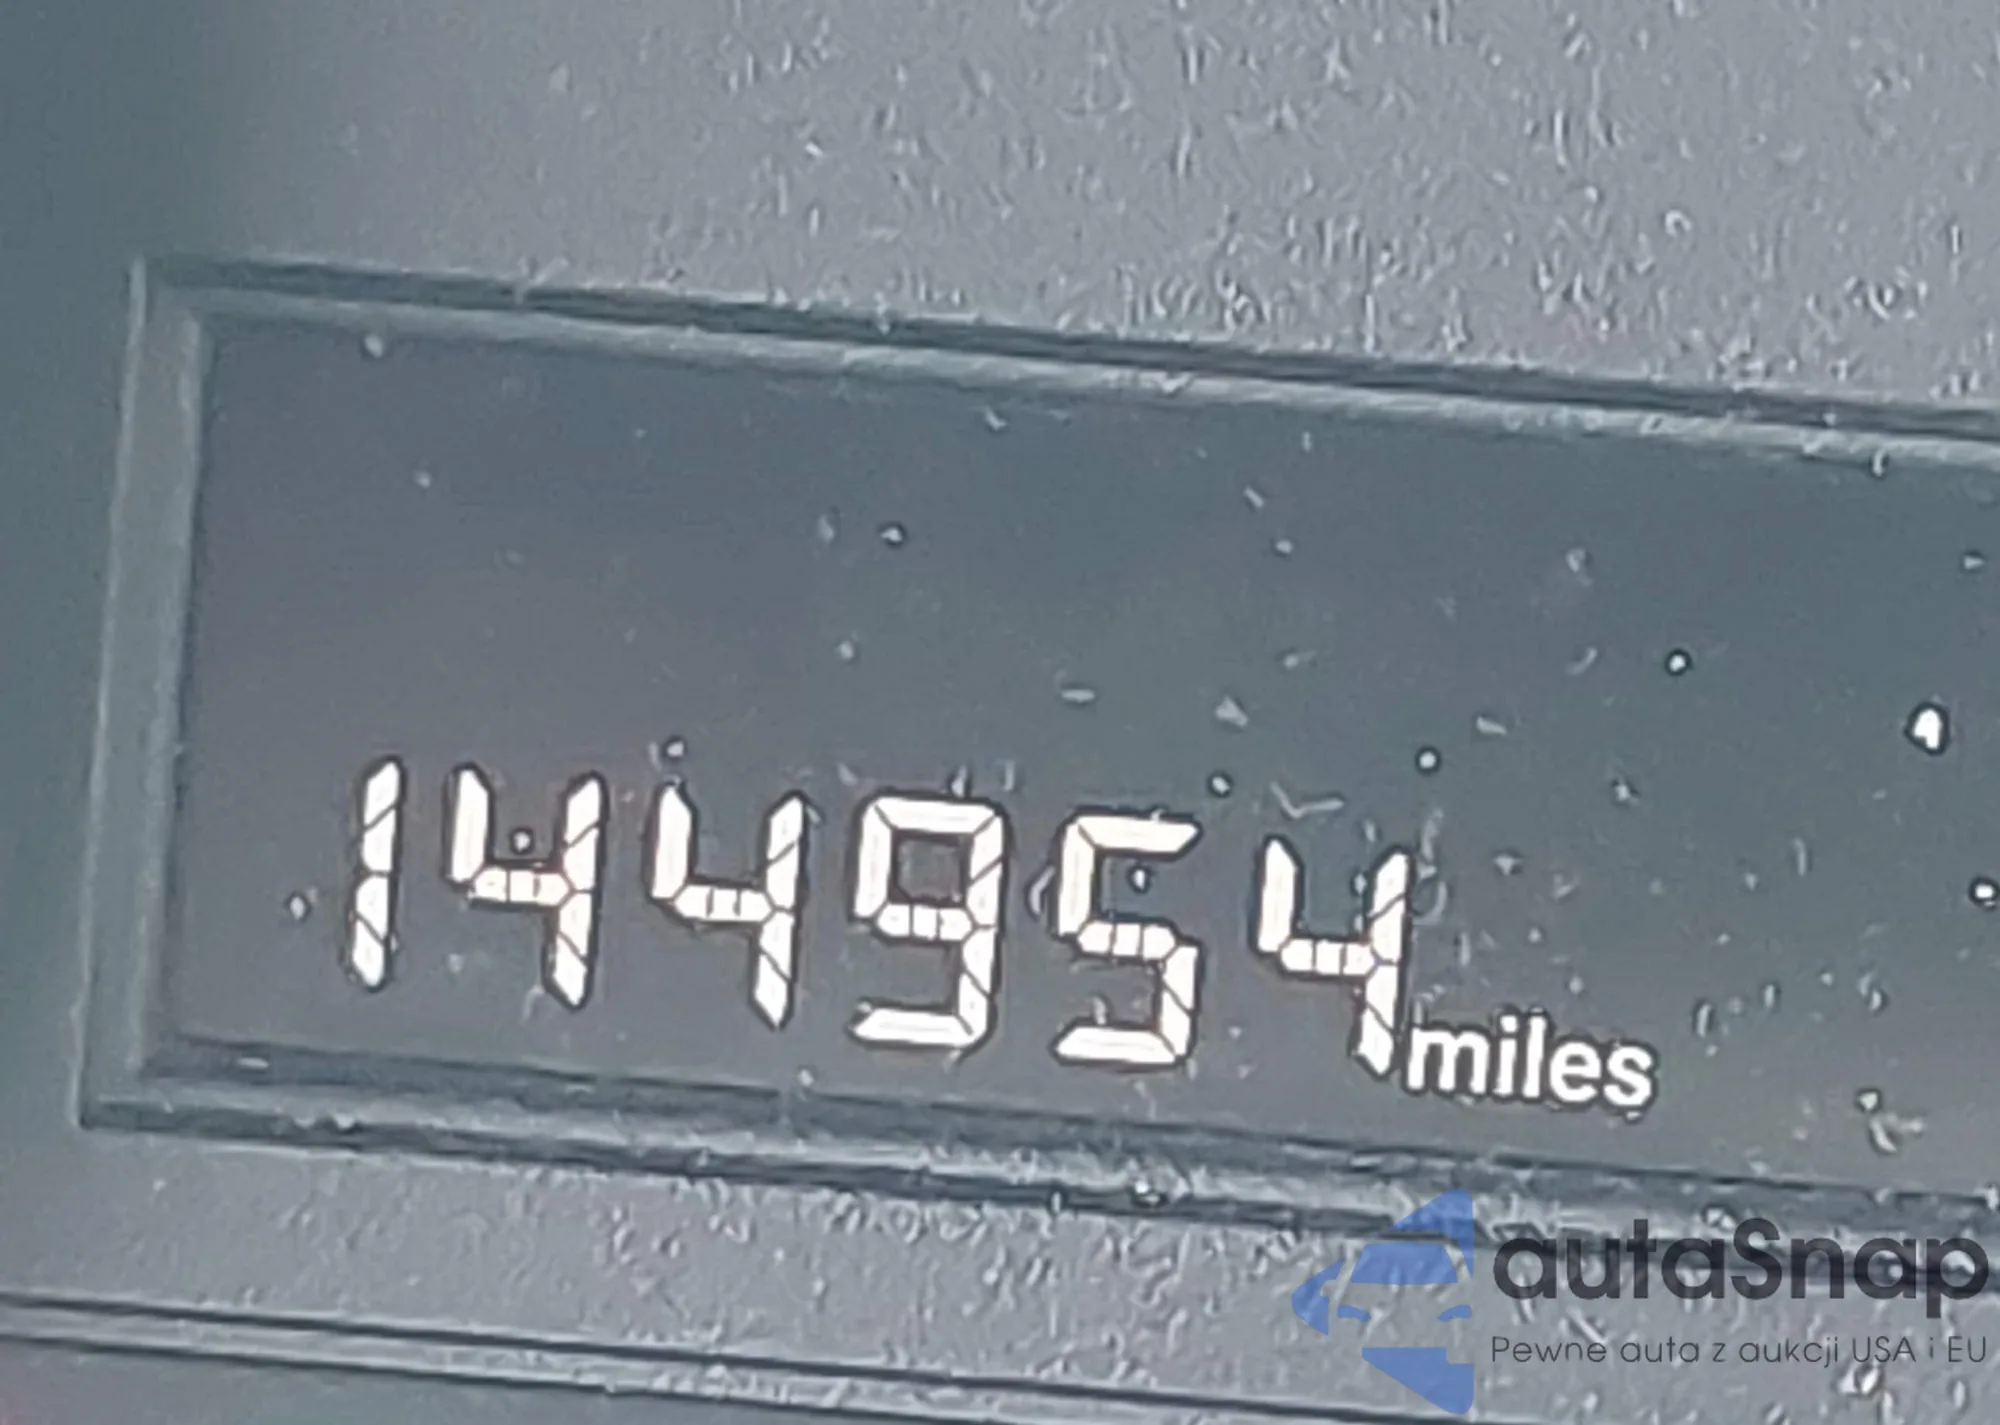 144954 miles
autaSnap
Pewne auta z aukcji USA i EU